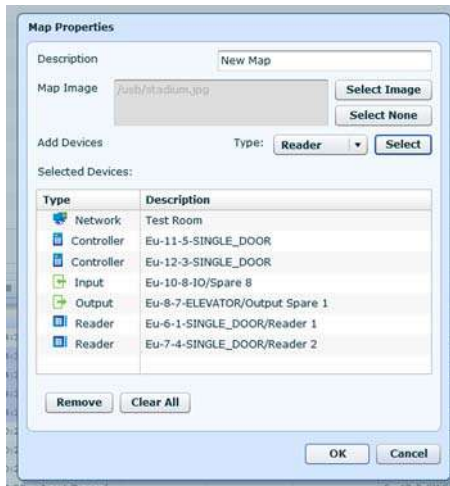 Map Properties
Description New Map
Map Image /usb/stadium.jpg Select Image
Select None
Add Devices Type: Reader Select
Selected Devices:
Type Description
Network Test Room
Controller Eu-11-5-SINGLE_DOOR
Controller Eu-12-3-SINGLE_DOOR
Input Eu-10-8-IO/Spare 8
Output Eu-8-7-ELEVATOR/Output Spare 1
Reader Eu-6-1-SINGLE_DOOR/Reader 1
Reader Eu-7-4-SINGLE_DOOR/Reader 2
Remove Clear All
OK Cancel